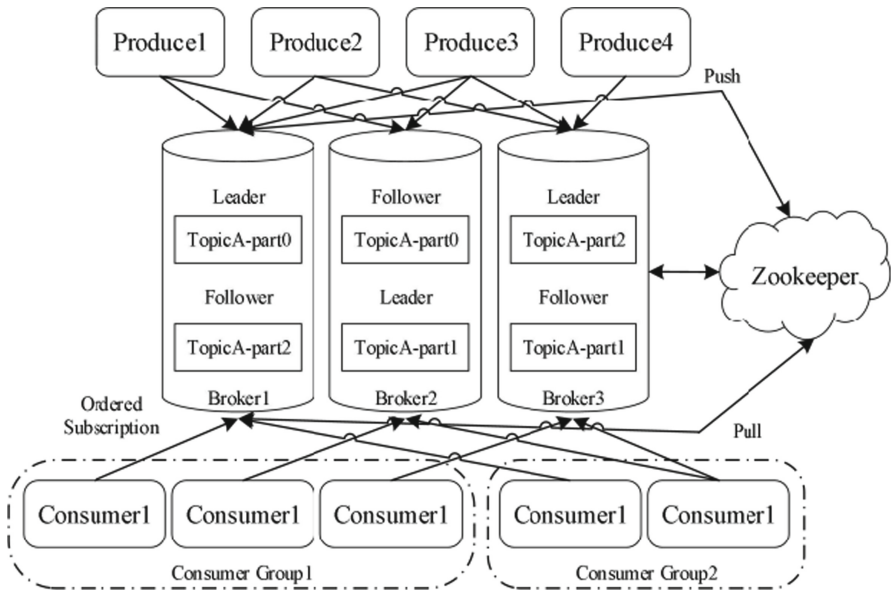 Produce1
Produce2
Produce3
Produce4
Push
Leader
TopicA-part0
Follower
TopicA-part2
Broker1
Follower
TopicA-part0
Leader
TopicA-part1
Broker2
Leader
TopicA-part2
Follower
TopicA-part1
Broker3
Zookeeper
Ordered
Subscription
Pull
Consumer1
Consumer1
Consumer1
Consumer Group1
Consumer1
Consumer1
Consumer Group2